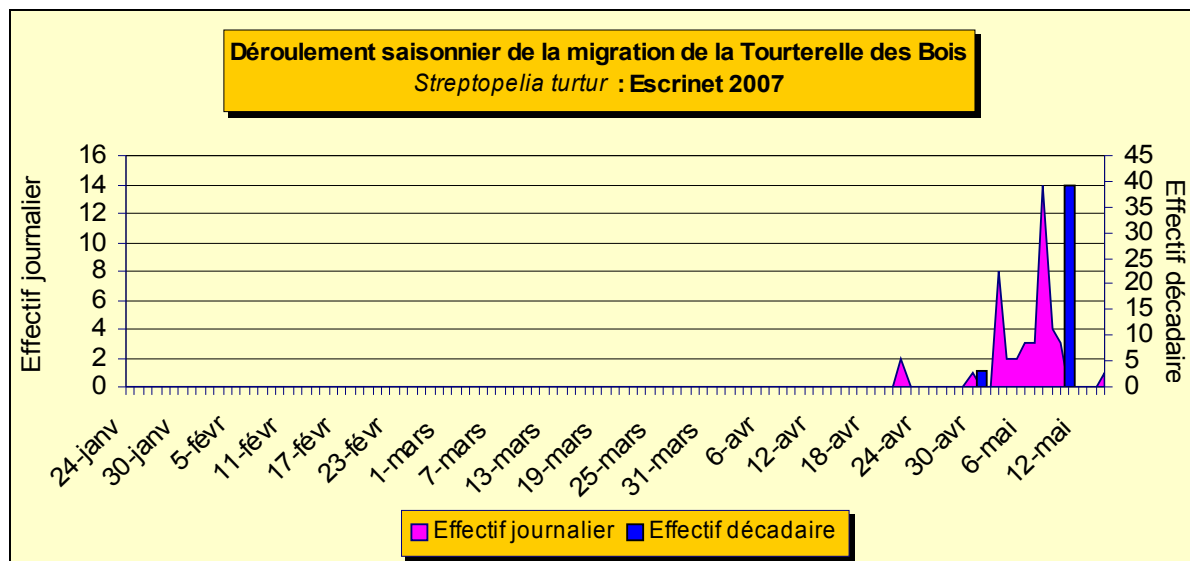 Déroulement saisonnier de la migration de la Tourterelle des Bois
Streptopelia turtur : Escrinet 2007
Effectif journalier
16
14
12
10
8
6
4
2
0
45
40
35
30
25
20
15
10
5
0
Effectif décadaire
24-janv
30-janv
5-févr
11-févr
17-févr
23-févr
1-mars
7-mars
13-mars
19-mars
25-mars
31-mars
6-avr
12-avr
18-avr
24-avr
30-avr
6-mai
12-mai
Effectif journalier Effectif décadaire